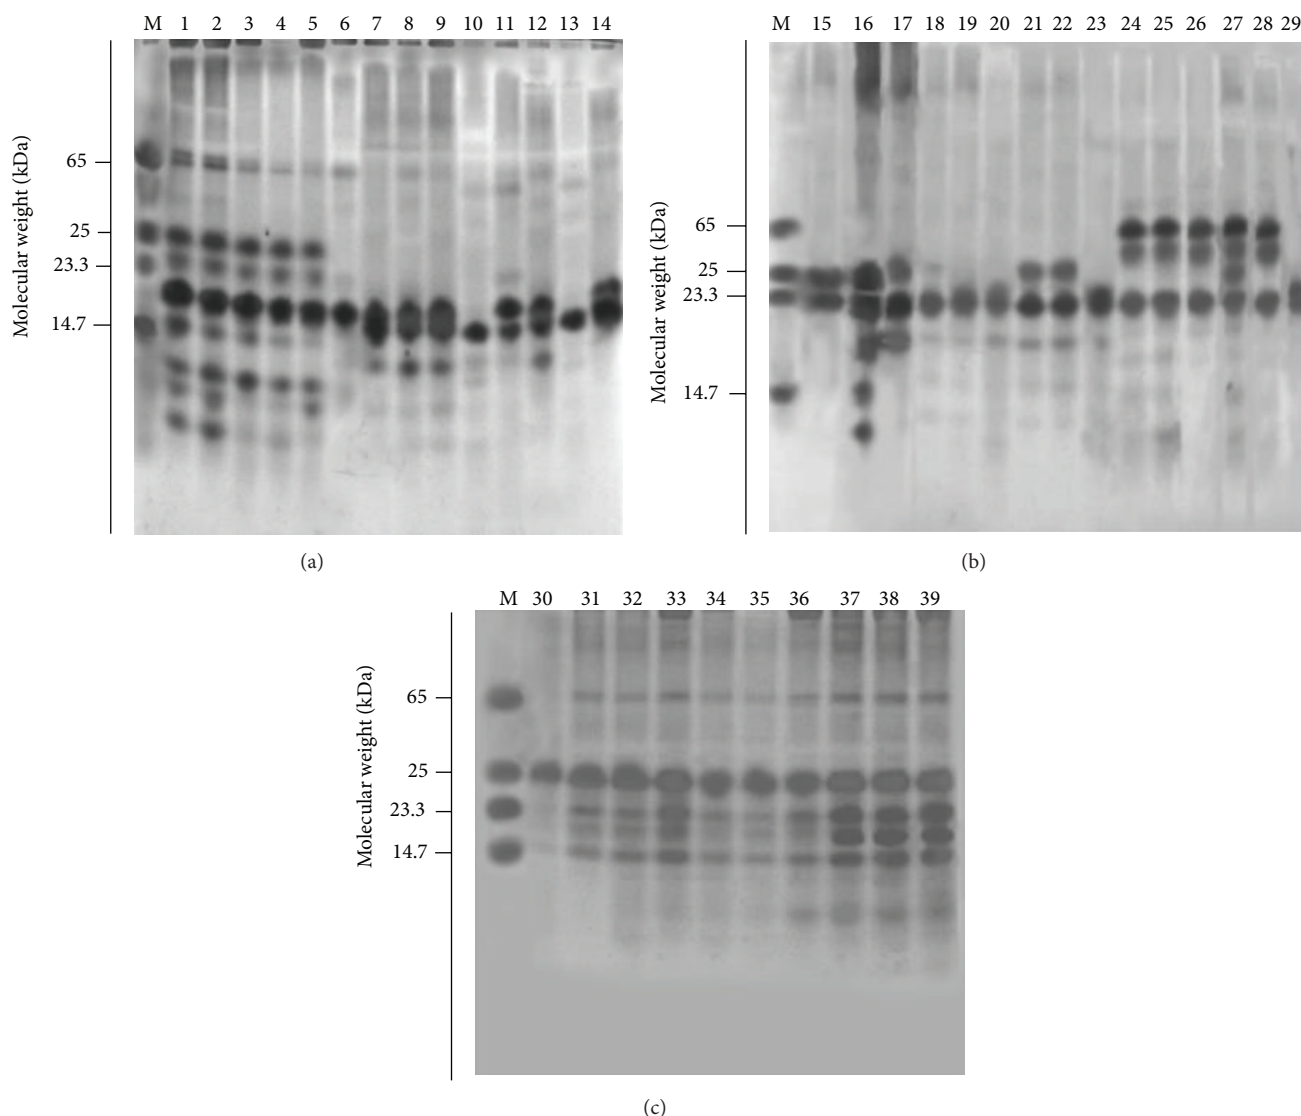 M 1 2 3 4 5 6 7 8 9 10 11 12 13 14
Molecular weight (kDa)
65
25
23.3
14.7
(a)
M 15 16 17 18 19 20 21 22 23 24 25 26 27 28 29
Molecular weight (kDa)
65
25
23.3
14.7
(b)
M 30 31 32 33 34 35 36 37 38 39
Molecular weight (kDa)
65
25
23.3
14.7
(c)